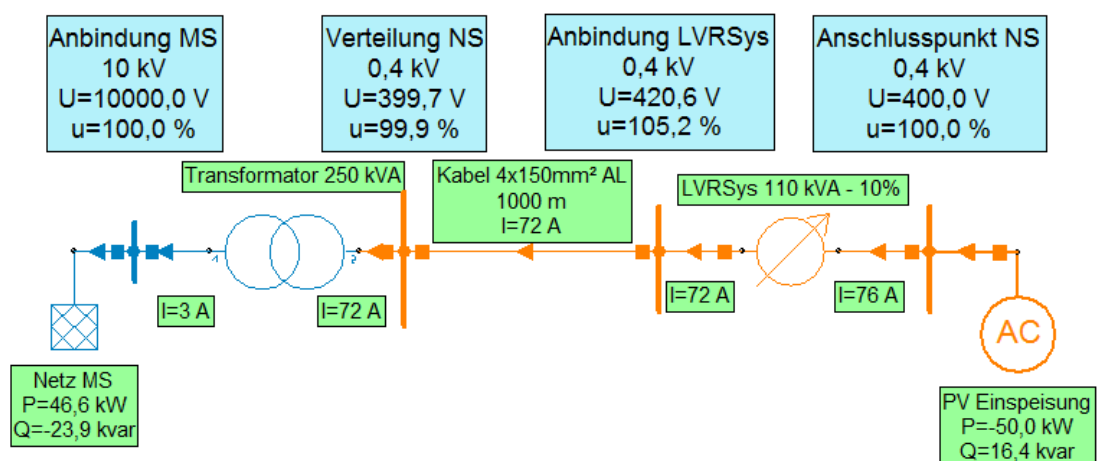 Anbindung MS
10 kV
U=10000,0 V
u=100,0 %
Verteilung NS
0,4 kV
U=399,7 V
u=99,9 %
Anbindung LVRSys
0,4 kV
U=420,6 V
u=105,2 %
Anschlusspunkt NS
0,4 kV
U=400,0 V
u=100,0 %
Transformator 250 kVA
Kabel 4x150mm² AL
1000 m
I=72 A
LVRSys 110 kVA - 10%
1
2
I=3 A
I=72 A
I=72 A
I=76 A
AC
Netz MS
P=46,6 kW
Q=-23,9 kvar
PV Einspeisung
P=-50,0 kW
Q=16,4 kvar